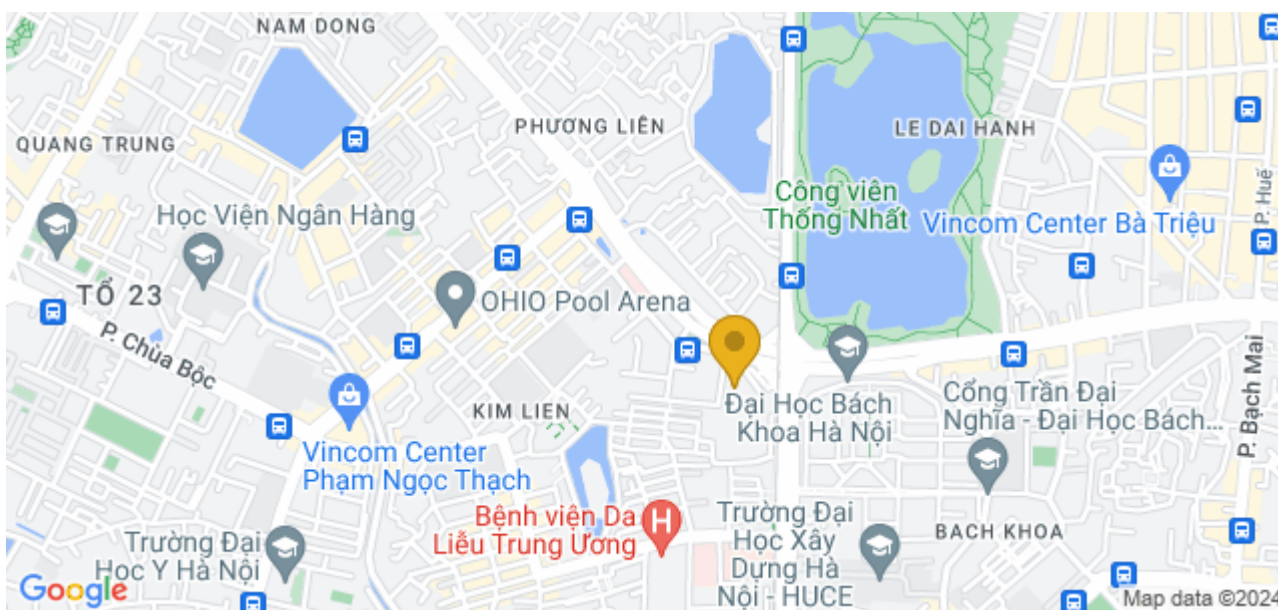 NAM DONG
PHƯƠNG LIÊN
LE DAI HANH
QUANG TRUNG
Học Viện Ngân Hàng
Công viên
Thống Nhất
Vincom Center Bà Triệu
P. Huế
TỔ 23
OHIO Pool Arena
P. Chùa Bộc
KIM LIEN
Đại Học Bách
Khoa Hà Nội
Cổng Trần Đại
Nghĩa - Đại Học Bách...
P. Bạch Mai
Vincom Center
Phạm Ngọc Thạch
Bệnh viện Da
Liễu Trung Ương
H
Trường Đại
Học Xây
Dựng Hà
Nội - HUCE
BACH KHOA
Trường Đại
Học Y Hà Nội
Google
Map data ©2024